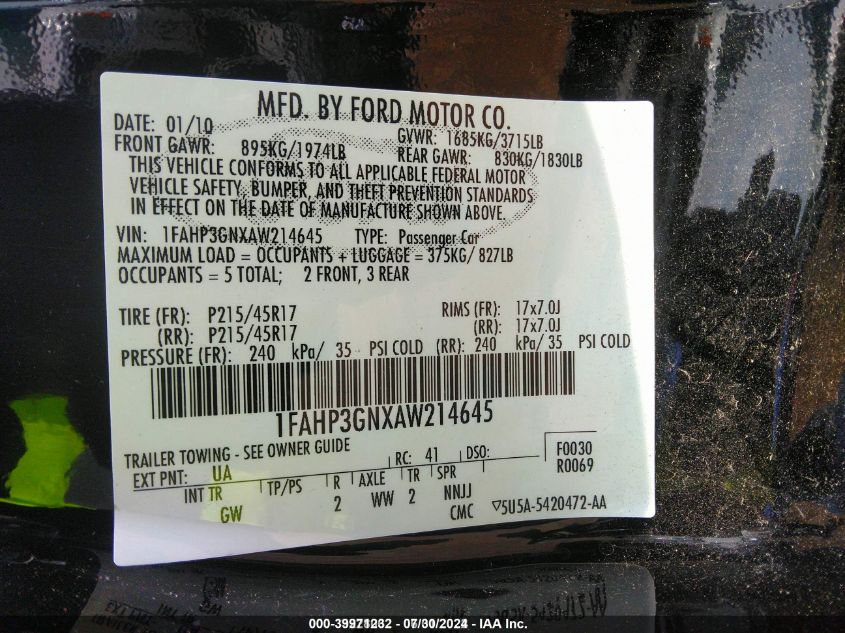 MFD. BY FORD MOTOR CO.
DATE: 01/10 GVWR: 1685KG/3715LB
FRONT GAWR: 895KG/1974LB REAR GAWR: 830KG/1830LB
THIS VEHICLE CONFORMS TO ALL APPLICABLE FEDERAL MOTOR
VEHICLE SAFETY, BUMPER, AND THEFT PREVENTION STANDARDS
IN EFFECT ON THE DATE OF MANUFACTURE SHOWN ABOVE.
VIN: 1FAHP3GNXAW214645 TYPE: Passenger Car
MAXIMUM LOAD = OCCUPANTS + LUGGAGE = 375KG/ 827LB
OCCUPANTS = 5 TOTAL; 2 FRONT, 3 REAR
TIRE (FR): P215/45R17 RIMS (FR): 17x7.0J
(RR): P215/45R17 (RR): 17x7.0J
PRESSURE (FR): 240 kPa/ 35 PSI COLD (RR): 240 kPa/ 35 PSI COLD
1FAHP3GNXAW214645
TRAILER TOWING - SEE OWNER GUIDE
RC: 41 DSO: F0030
EXT PNT: UA R0069
INT TR TP/PS R AXLE TR SPR
GW 2 WW 2 NNJJ
CMC ▽5U5A-5420472-AA
07/30/2024 - IAA Inc.